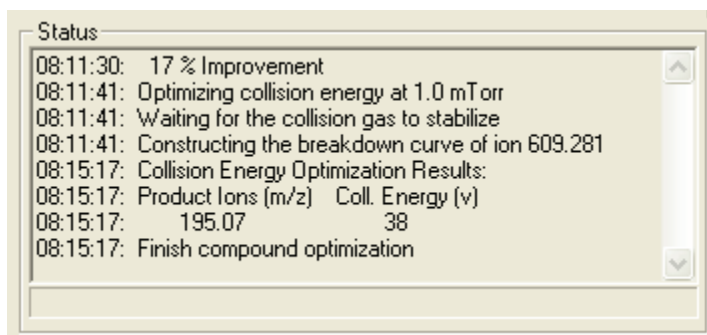 Status
08:11:30: 17 % Improvement
08:11:41: Optimizing collision energy at 1.0 mTorr
08:11:41: Waiting for the collision gas to stabilize
08:11:41: Constructing the breakdown curve of ion 609.281
08:15:17: Collision Energy Optimization Results:
08:15:17: Product Ions (m/z) Coll. Energy (v)
08:15:17: 195.07 38
08:15:17: Finish compound optimization